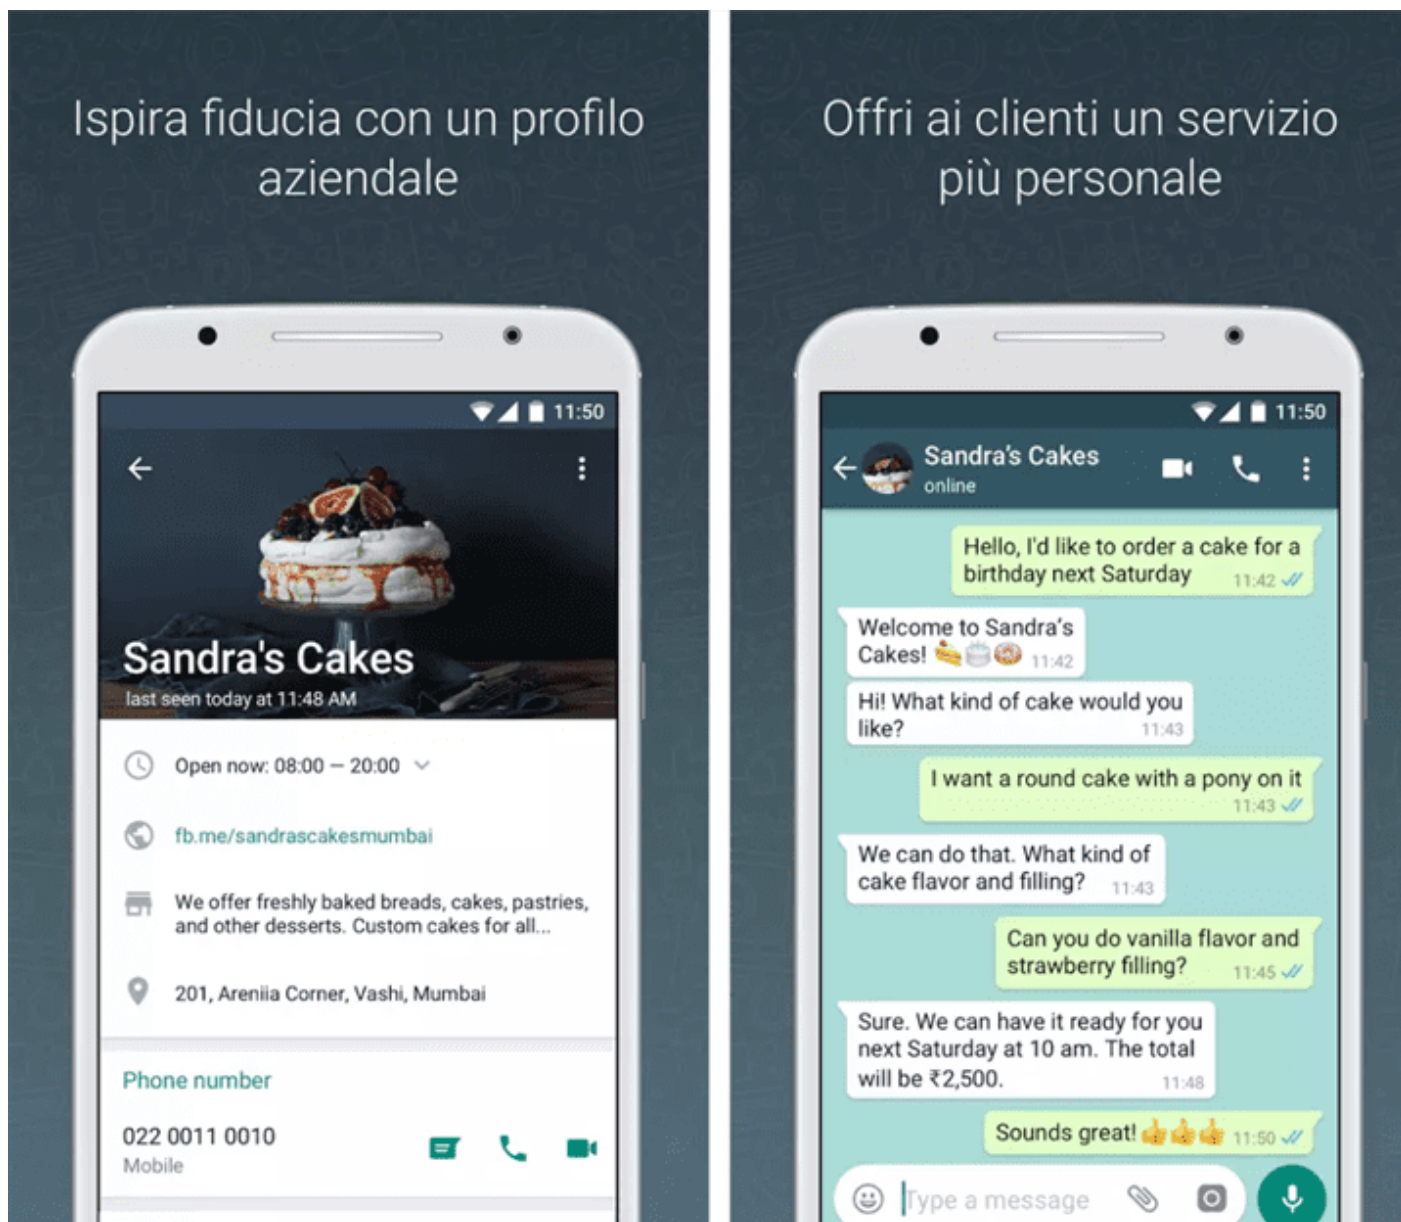 Ispira fiducia con un profilo
aziendale
11:50
Sandra's Cakes
last seen today at 11:48 AM
Open now: 08:00 – 20:00
fb.me/sandrascakesmumbai
We offer freshly baked breads, cakes, pastries,
and other desserts. Custom cakes for all...
201, Areniia Corner, Vashi, Mumbai
Phone number
022 0011 0010
Mobile
Offri ai clienti un servizio
più personale
11:50
Sandra's Cakes
online
Hello, I'd like to order a cake for a
birthday next Saturday 11:42
Welcome to Sandra's
Cakes! 🍰🎂🍩 11:42
Hi! What kind of cake would you
like? 11:43
I want a round cake with a pony on it
11:43
We can do that. What kind of
cake flavor and filling? 11:43
Can you do vanilla flavor and
strawberry filling? 11:45
Sure. We can have it ready for you
next Saturday at 10 am. The total
will be ₹2,500. 11:48
Sounds great! 👍👍👍 11:50
Type a message